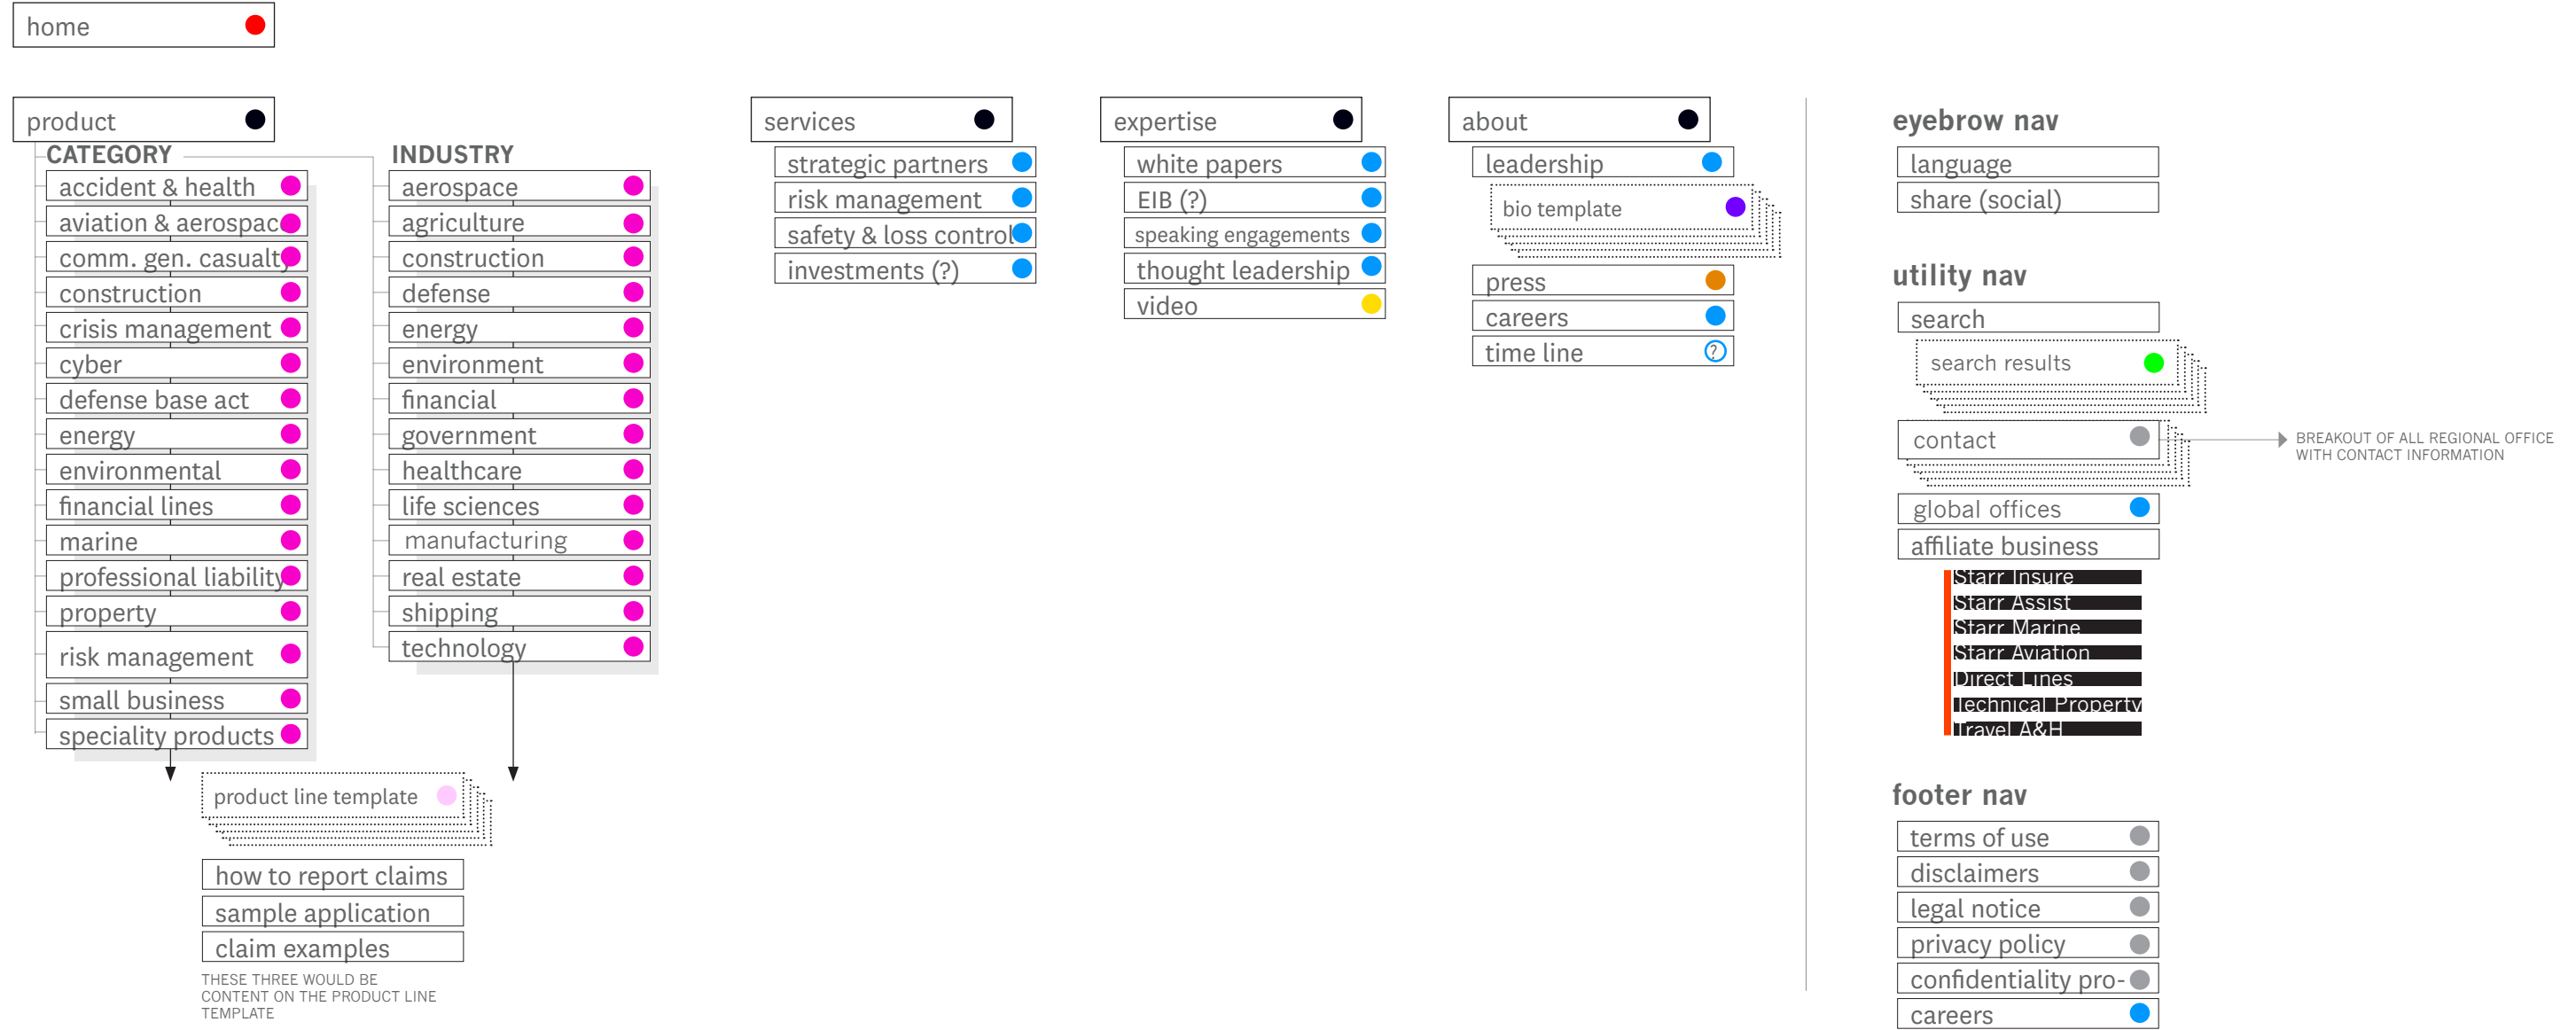 home
product
CATEGORY
accident & health
aviation & aerospac
comm. gen. casualty
construction
crisis management
cyber
defense base act
energy
environmental
financial lines
marine
professional liability
property
risk management
small business
speciality products
INDUSTRY
aerospace
agriculture
construction
defense
energy
environment
financial
government
healthcare
life sciences
manufacturing
real estate
shipping
technology
product line template
how to report claims
sample application
claim examples
THESE THREE WOULD BE
CONTENT ON THE PRODUCT LINE
TEMPLATE
services
strategic partners
risk management
safety & loss control
investments (?)
expertise
white papers
EIB (?)
speaking engagements
thought leadership
video
about
leadership
bio template
press
careers
time line
?
eyebrow nav
language
share (social)
utility nav
search
search results
contact
BREAKOUT OF ALL REGIONAL OFFICE
WITH CONTACT INFORMATION
global offices
affiliate business
Starr Insure
Starr Assist
Starr Marine
Starr Aviation
Direct Lines
Technical Property
Travel A&H
footer nav
terms of use
disclaimers
legal notice
privacy policy
confidentiality pro-
careers